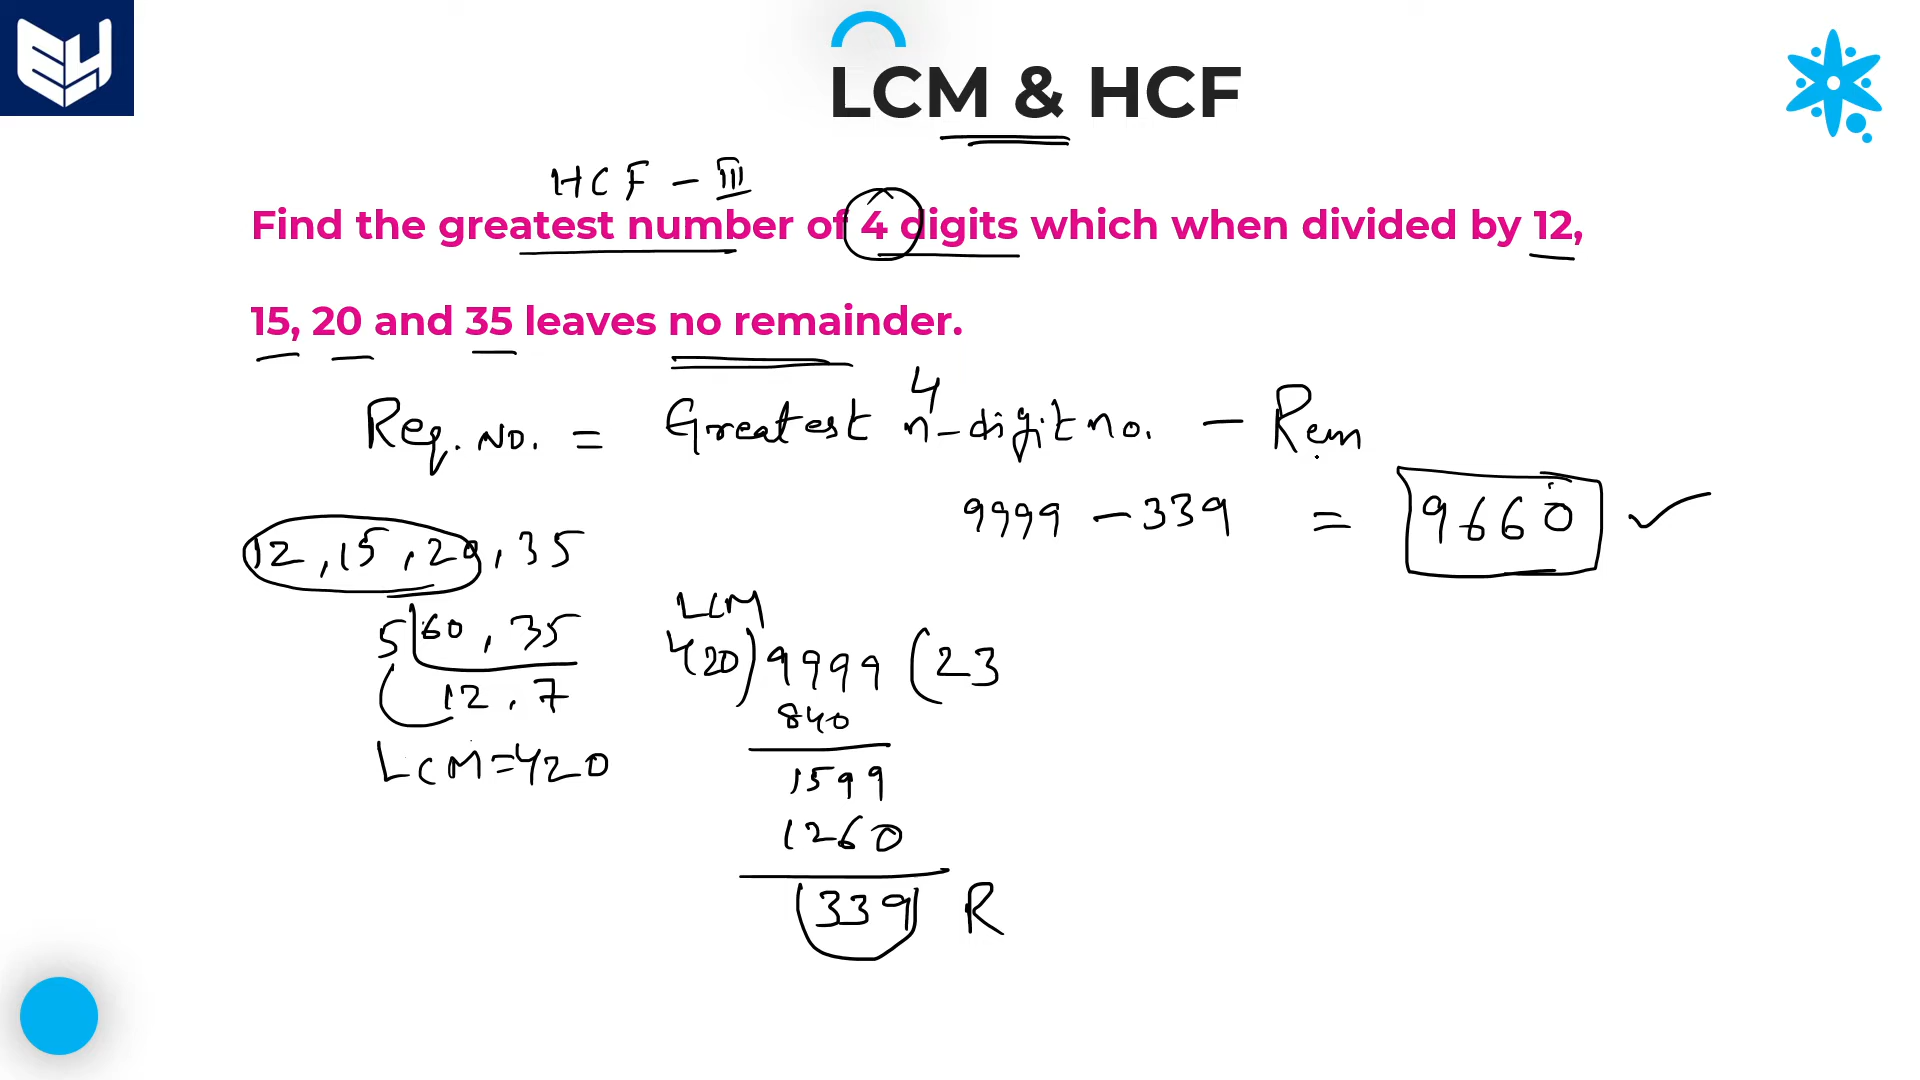 EY
LCM & HCF
HCF - III
Find the greatest number of 4 digits which when divided by 12,
15, 20 and 35 leaves no remainder.
4
Req. No. = Greatest n-digit no. - Rem
9999 - 339 = 9660 ✓
12, 15, 20, 35
5 60, 35
12, 7
LCM = 420
LCM
420) 9999 (23
840
1599
1260
339 R